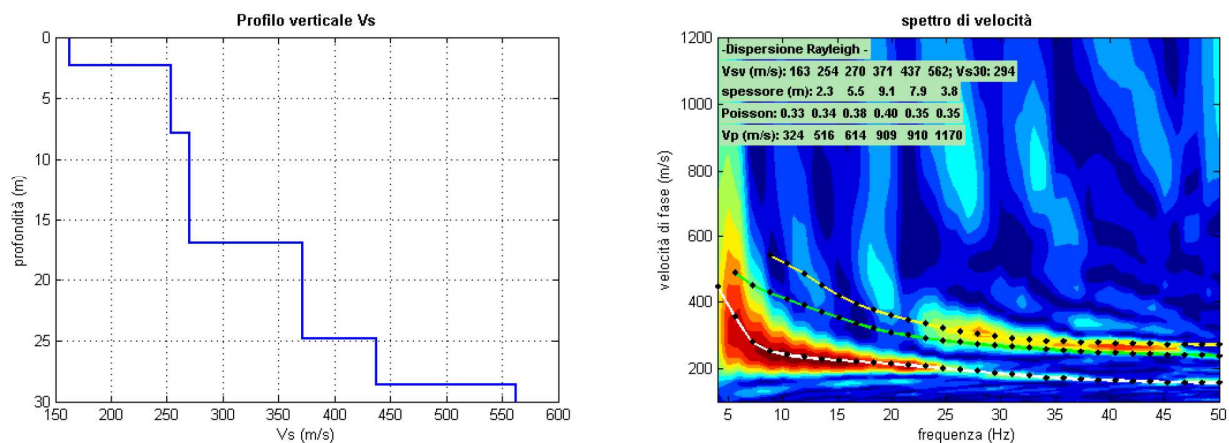 Profilo verticale Vs
0
5
10
15
20
25
30
profondità (m)
150 200 250 300 350 400 450 500 550 600
Vs (m/s)
spettro di velocità
-Dispersione Rayleigh -
Vsv (m/s): 163 254 270 371 437 562; Vs30: 294
spessore (m): 2.3 5.5 9.1 7.9 3.8
Poisson: 0.33 0.34 0.38 0.40 0.35 0.35
Vp (m/s): 324 516 614 909 910 1170
1200
1000
800
600
400
200
velocità di fase (m/s)
5 10 15 20 25 30 35 40 45 50
frequenza (Hz)